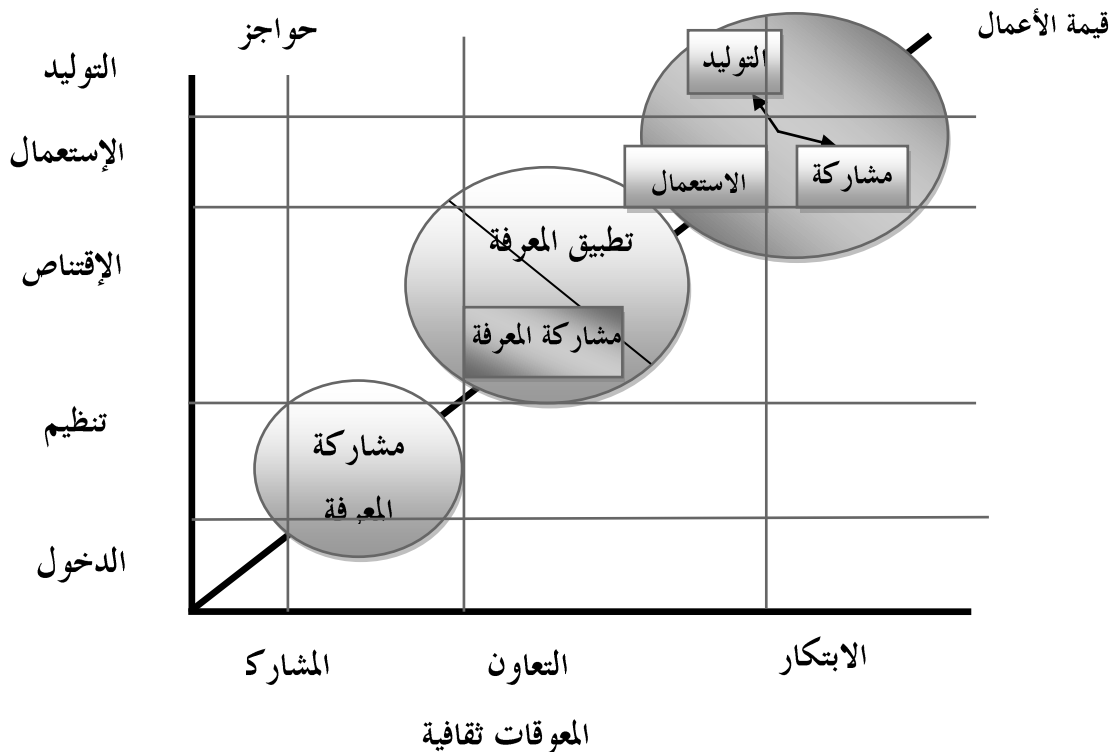 قيمة الأعمال
حواجز
التوليد
الإستعمال
الإقتناص
تنظيم
الدخول
التوليد
مشاركة
الاستعمال
تطبيق المعرفة
مشاركة المعرفة
مشاركة
المعرفة
المشارك
التعاون
الابتكار
المعوقات ثقافية